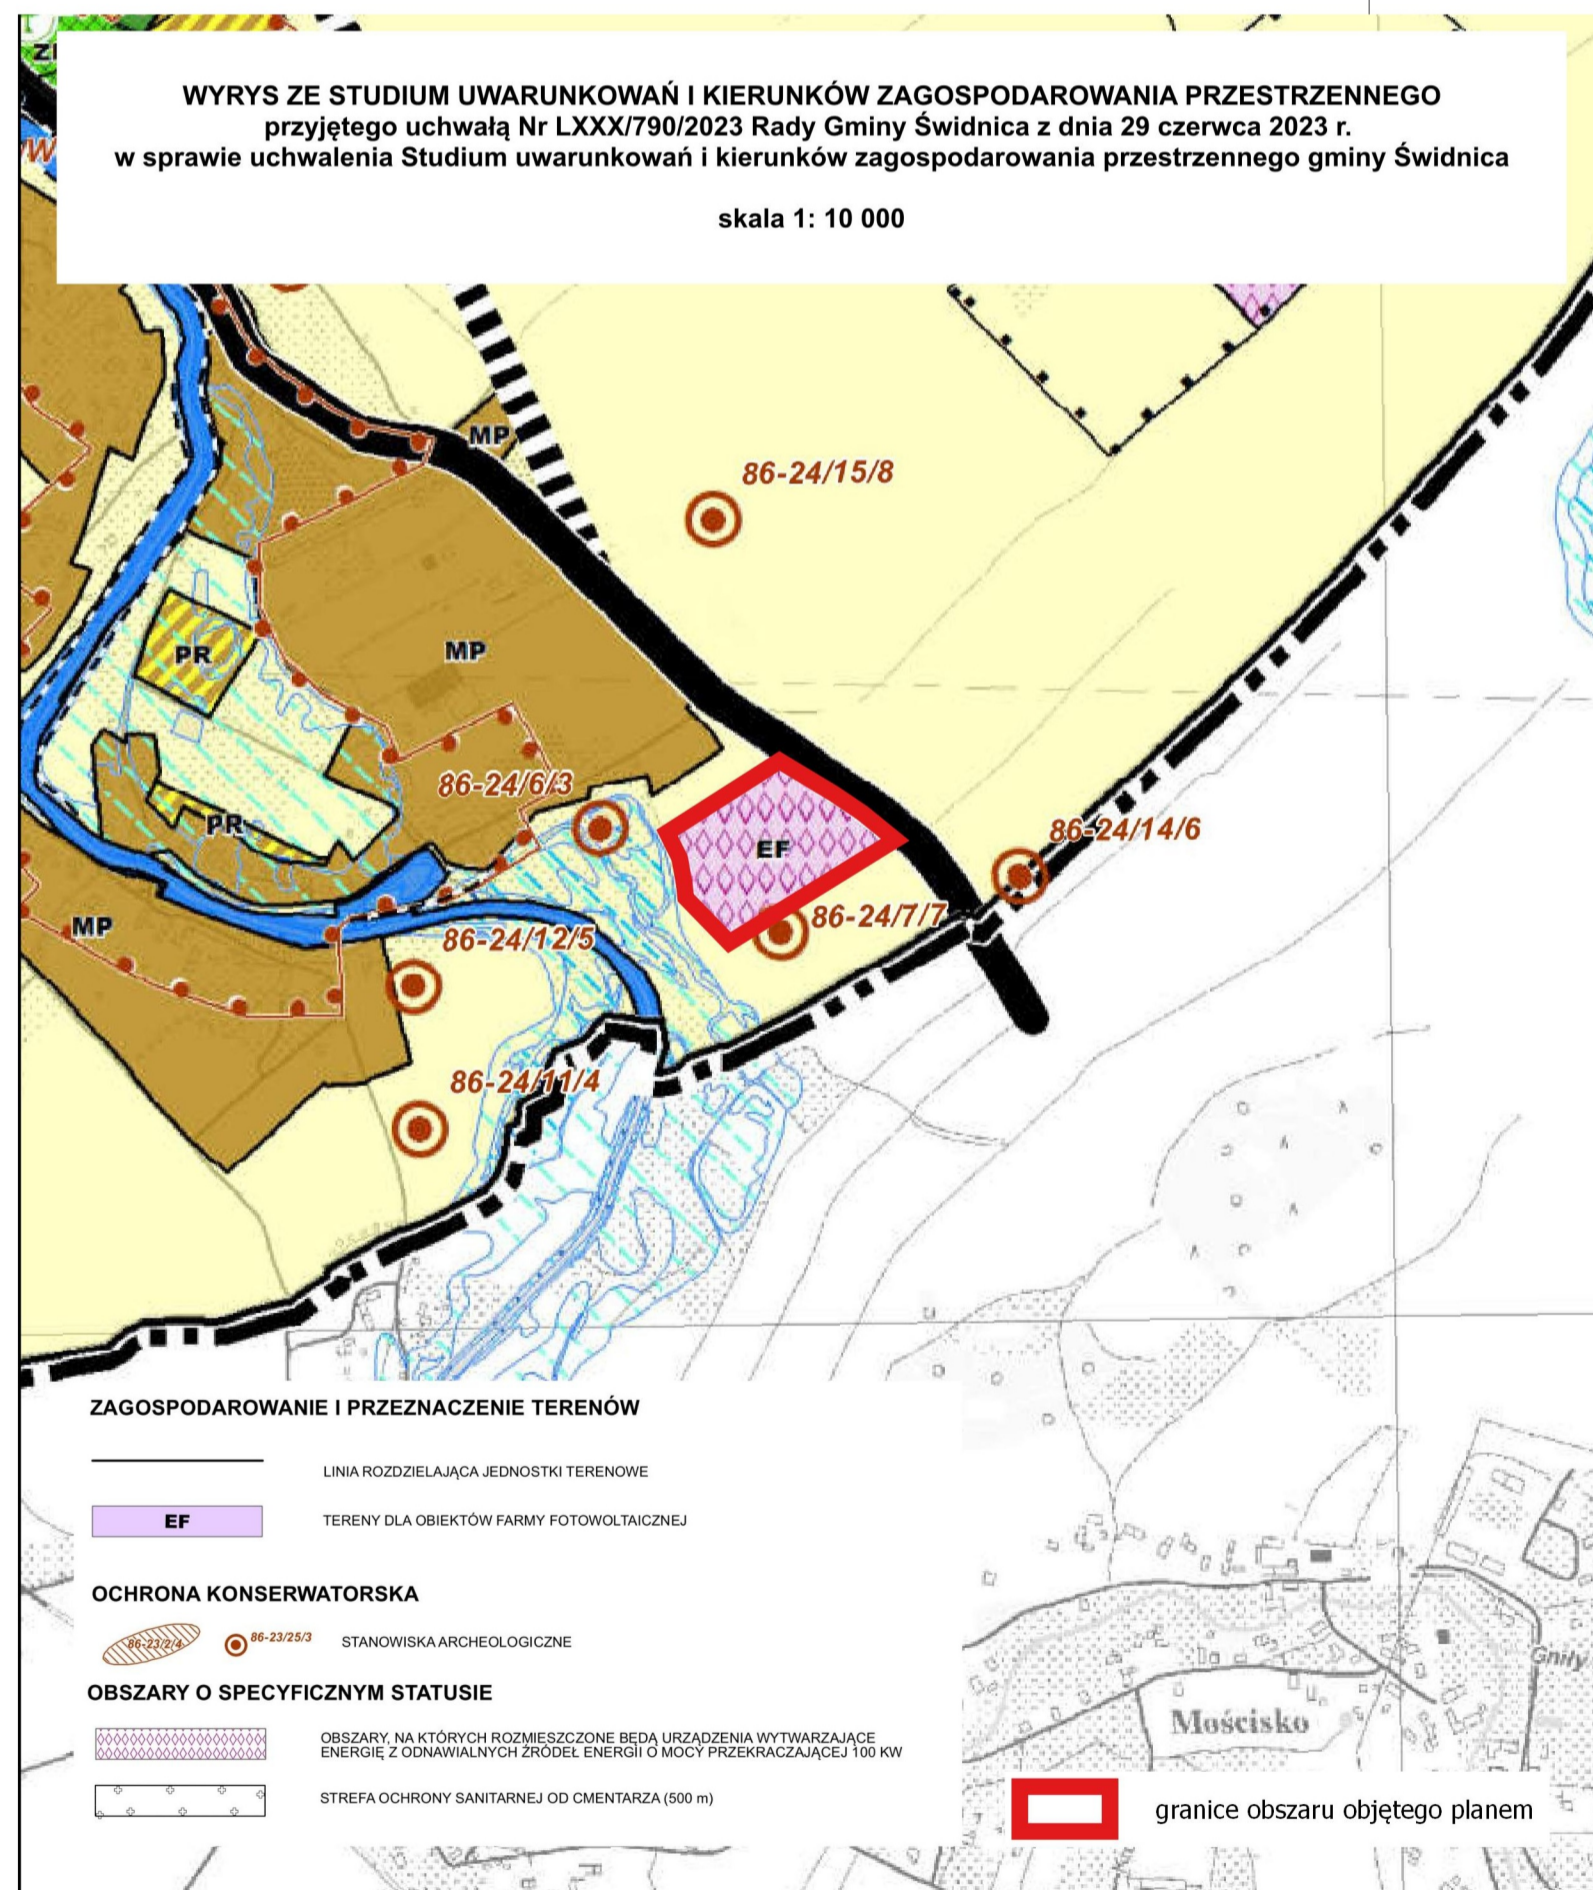 WYRYS ZE STUDIUM UWARUNKOWAŃ I KIERUNKÓW ZAGOSPODAROWANIA PRZESTRZENNEGO
przyjętego uchwałą Nr LXXX/790/2023 Rady Gminy Świdnica z dnia 29 czerwca 2023 r.
w sprawie uchwalenia Studium uwarunkowań i kierunków zagospodarowania przestrzennego gminy Świdnica
skala 1: 10 000
MP
86-24/15/8
PR
MP
86-24/6/3
PR
86-24/14/6
EF
86-24/7/7
MP
86-24/12/5
86-24/11/4
ZAGOSPODAROWANIE I PRZEZNACZENIE TERENÓW
LINIA ROZDZIELAJĄCA JEDNOSTKI TERENOWE
EF
TERENY DLA OBIEKTÓW FARMY FOTOWOLTAICZNEJ
OCHRONA KONSERWATORSKA
86-23/2/4
86-23/25/3
STANOWISKA ARCHEOLOGICZNE
Gniły
OBSZARY O SPECYFICZNYM STATUSIE
Mościsko
OBSZARY, NA KTÓRYCH ROZMIESZCZONE BĘDĄ URZĄDZENIA WYTWARZAJĄCE
ENERGIĘ Z ODNAWIALNYCH ŹRÓDEŁ ENERGII O MOCY PRZEKRACZAJĄCEJ 100 KW
STREFA OCHRONY SANITARNEJ OD CMENTARZA (500 m)
granice obszaru objętego planem